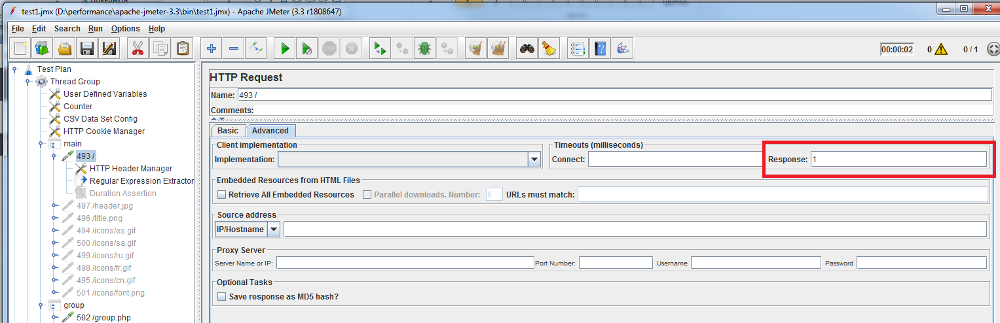 test1.jmx (D:\performance\apache-jmeter-3.3\bin\test1.jmx) - Apache JMeter (3.3 r1808647)
File Edit Search Run Options Help
STOP 00:00:02 0 0 / 1
Test Plan
Thread Group
User Defined Variables
Counter
CSV Data Set Config
HTTP Cookie Manager
main
493 /
HTTP Header Manager
Regular Expression Extractor
Duration Assertion
497 /header.jpg
496 /title.png
494 /icons/es.gif
500 /icons/sa.gif
499 /icons/ru.gif
498 /icons/fr.gif
495 /icons/cn.gif
501 /icons/font.png
group
502 /group.php
HTTP Request
Name: 493 /
Comments:
Basic Advanced
Client implementation
Implementation:
Timeouts (milliseconds)
Connect: Response: 1
Embedded Resources from HTML Files
Retrieve All Embedded Resources Parallel downloads. Number: 6 URLs must match:
Source address
IP/Hostname
Proxy Server
Server Name or IP: Port Number: Username Password
Optional Tasks
Save response as MD5 hash?